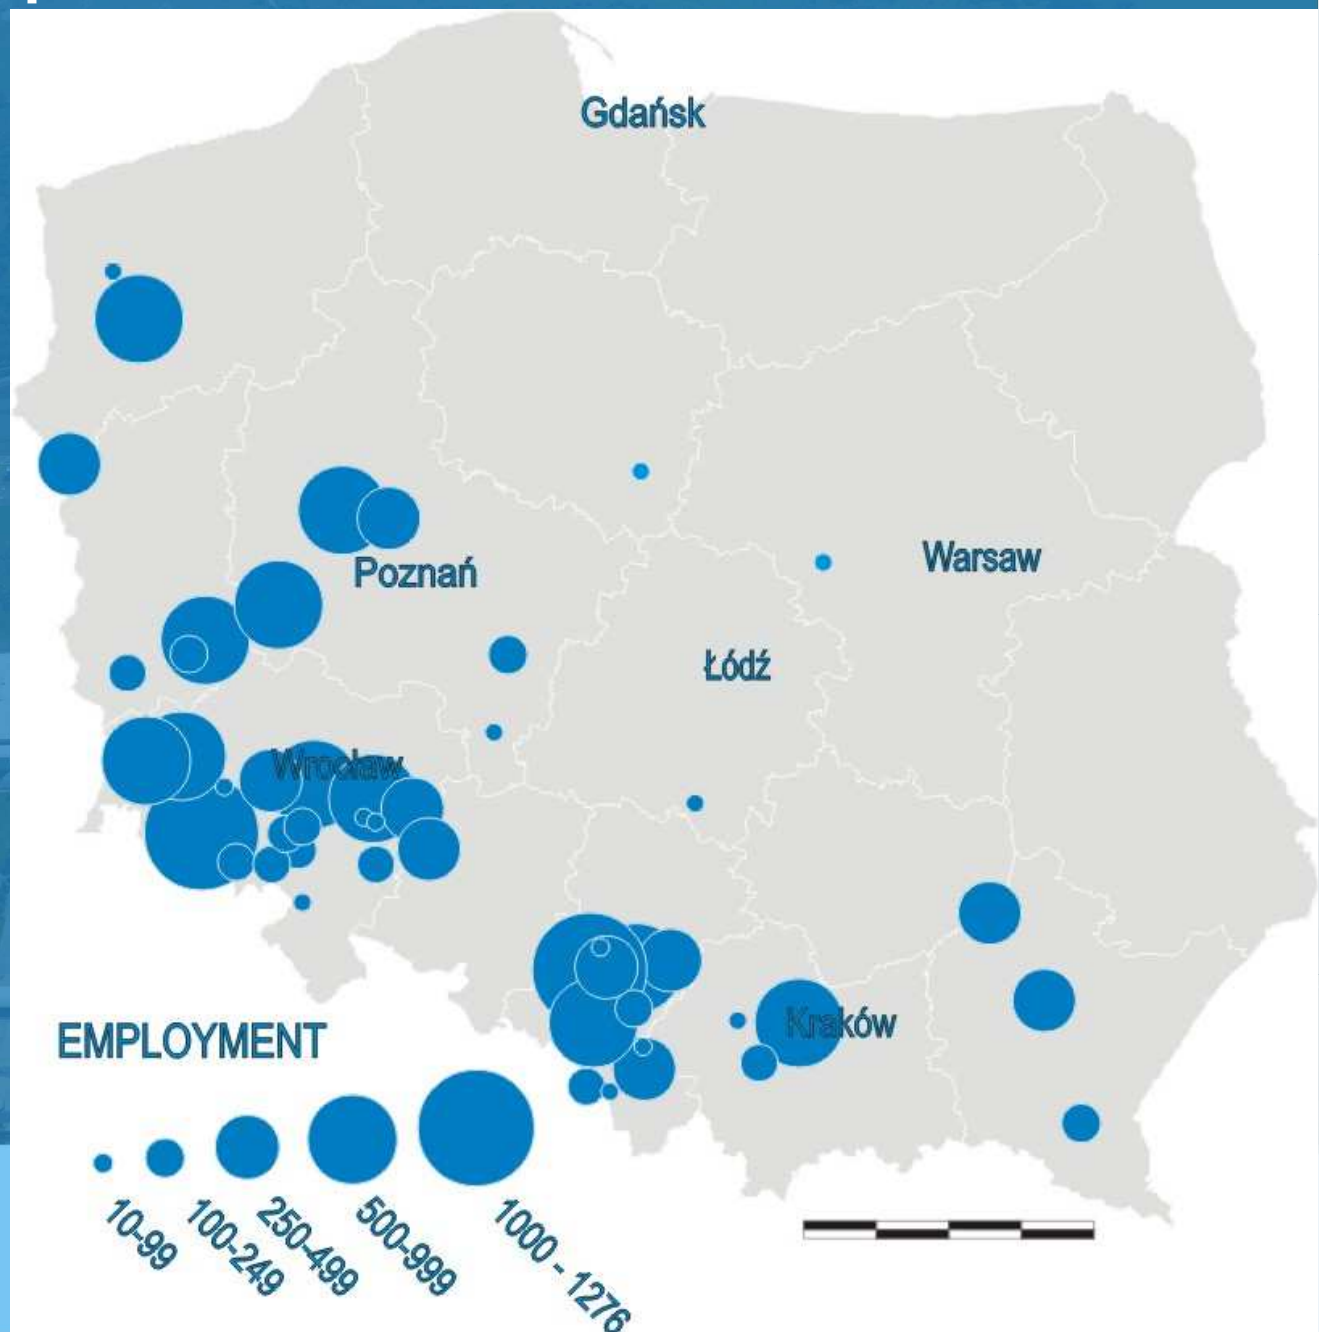 Gdańsk
Warsaw
Poznań
Łódź
Wrocław
Kraków
EMPLOYMENT
10-99
100-249
250-499
500-999
1000 - 1276